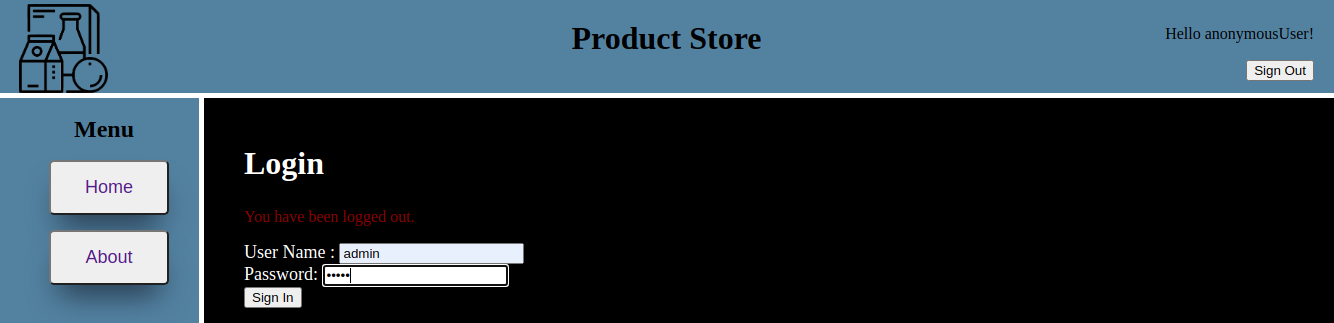 Product Store
Hello anonymousUser!
Sign Out
Menu
Home
About
Login
You have been logged out.
User Name : admin
Password: •••••
Sign In